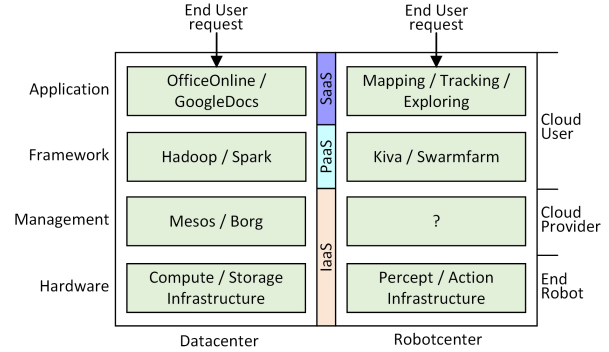 End User
request
End User
request
Application
OfficeOnline /
GoogleDocs
SaaS
Mapping / Tracking /
Exploring
Cloud
User
Framework
Hadoop / Spark
PaaS
Kiva / Swarmfarm
Management
Mesos / Borg
IaaS
?
Cloud
Provider
Hardware
Compute / Storage
Infrastructure
Percept / Action
Infrastructure
End
Robot
Datacenter
Robotcenter